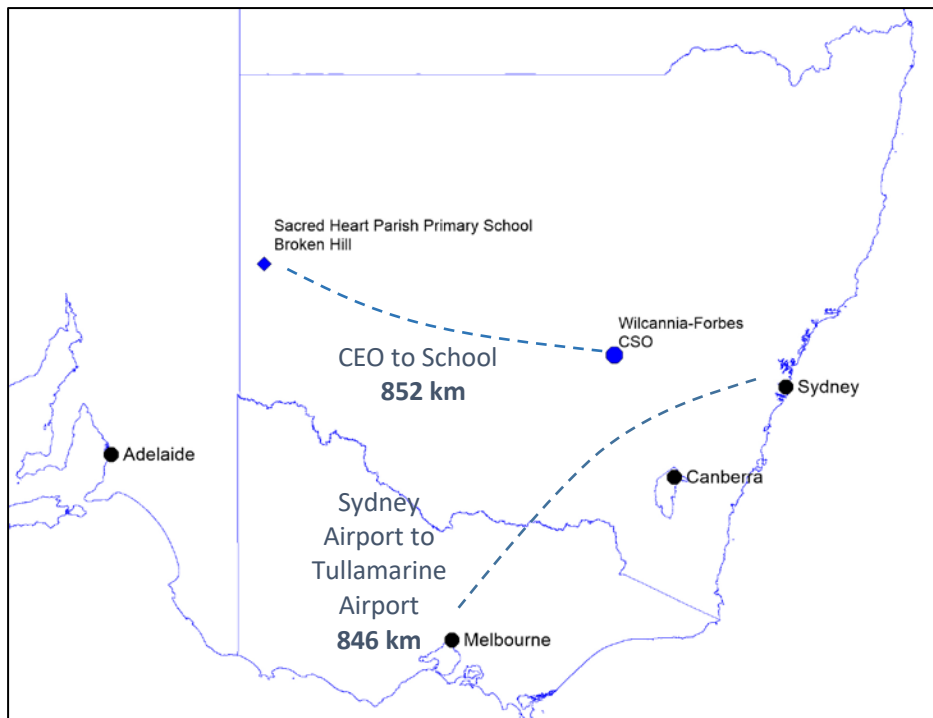 Sacred Heart Parish Primary School
Broken Hill
Wilcannia-Forbes
CSO
CEO to School
852 km
Sydney
Adelaide
Canberra
Sydney
Airport to
Tullamarine
Airport
846 km
Melbourne